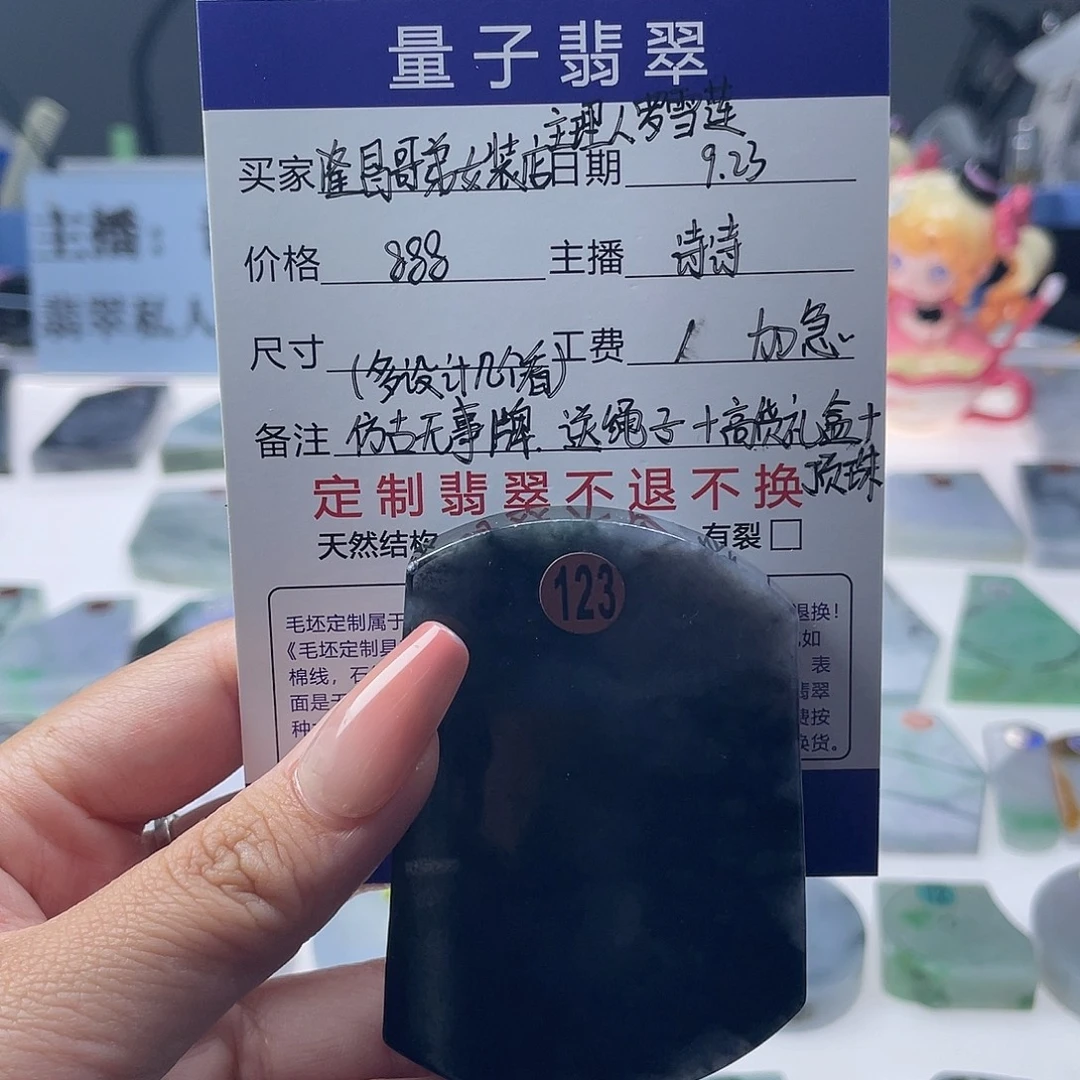 量子翡翠
主理人罗雪莲
买家隆昌哥弟女装店日期 9.23
价格 888 主播 诗诗
尺寸 工费 / 加急
(多设计几个看)
备注 仿古无事牌. 送绳子+高货礼盒+
顶珠
定制翡翠不退不换
天然结构 有裂□
123
毛坯定制属于 退换!
《毛坯定制 如
棉线, 石 表
面是 翡翠
种 费按
换货。
主播:
翡翠私人